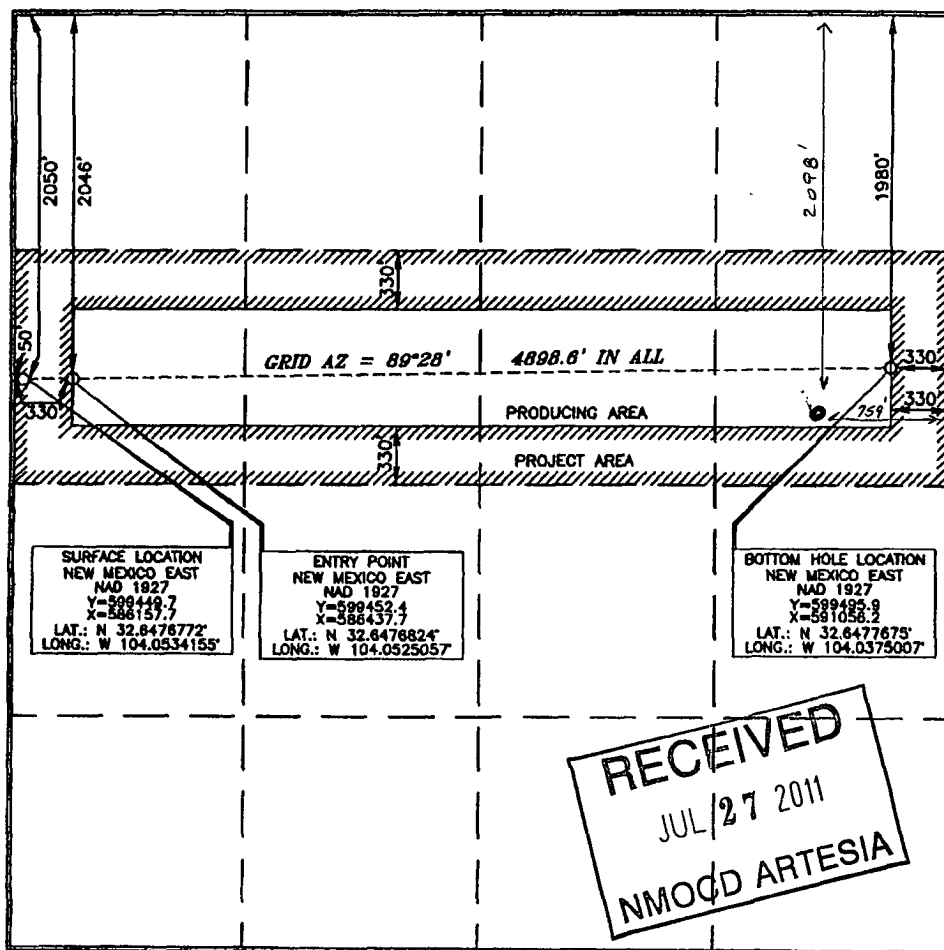 2050'
2046'
2098'
1980'
330'
50'
GRID AZ = 89°28' 4898.6' IN ALL
330'
330'
PRODUCING AREA
759'
330'
330'
PROJECT AREA
SURFACE LOCATION
NEW MEXICO EAST
NAD 1927
Y=599449.7
X=586157.7
LAT.: N 32.6476772°
LONG.: W 104.0534155°
ENTRY POINT
NEW MEXICO EAST
NAD 1927
Y=599452.4
X=586437.7
LAT.: N 32.6476824°
LONG.: W 104.0525057°
BOTTOM HOLE LOCATION
NEW MEXICO EAST
NAD 1927
Y=599495.9
X=591056.2
LAT.: N 32.6477675°
LONG.: W 104.0375007°
RECEIVED
JUL 27 2011
NMOCD ARTESIA